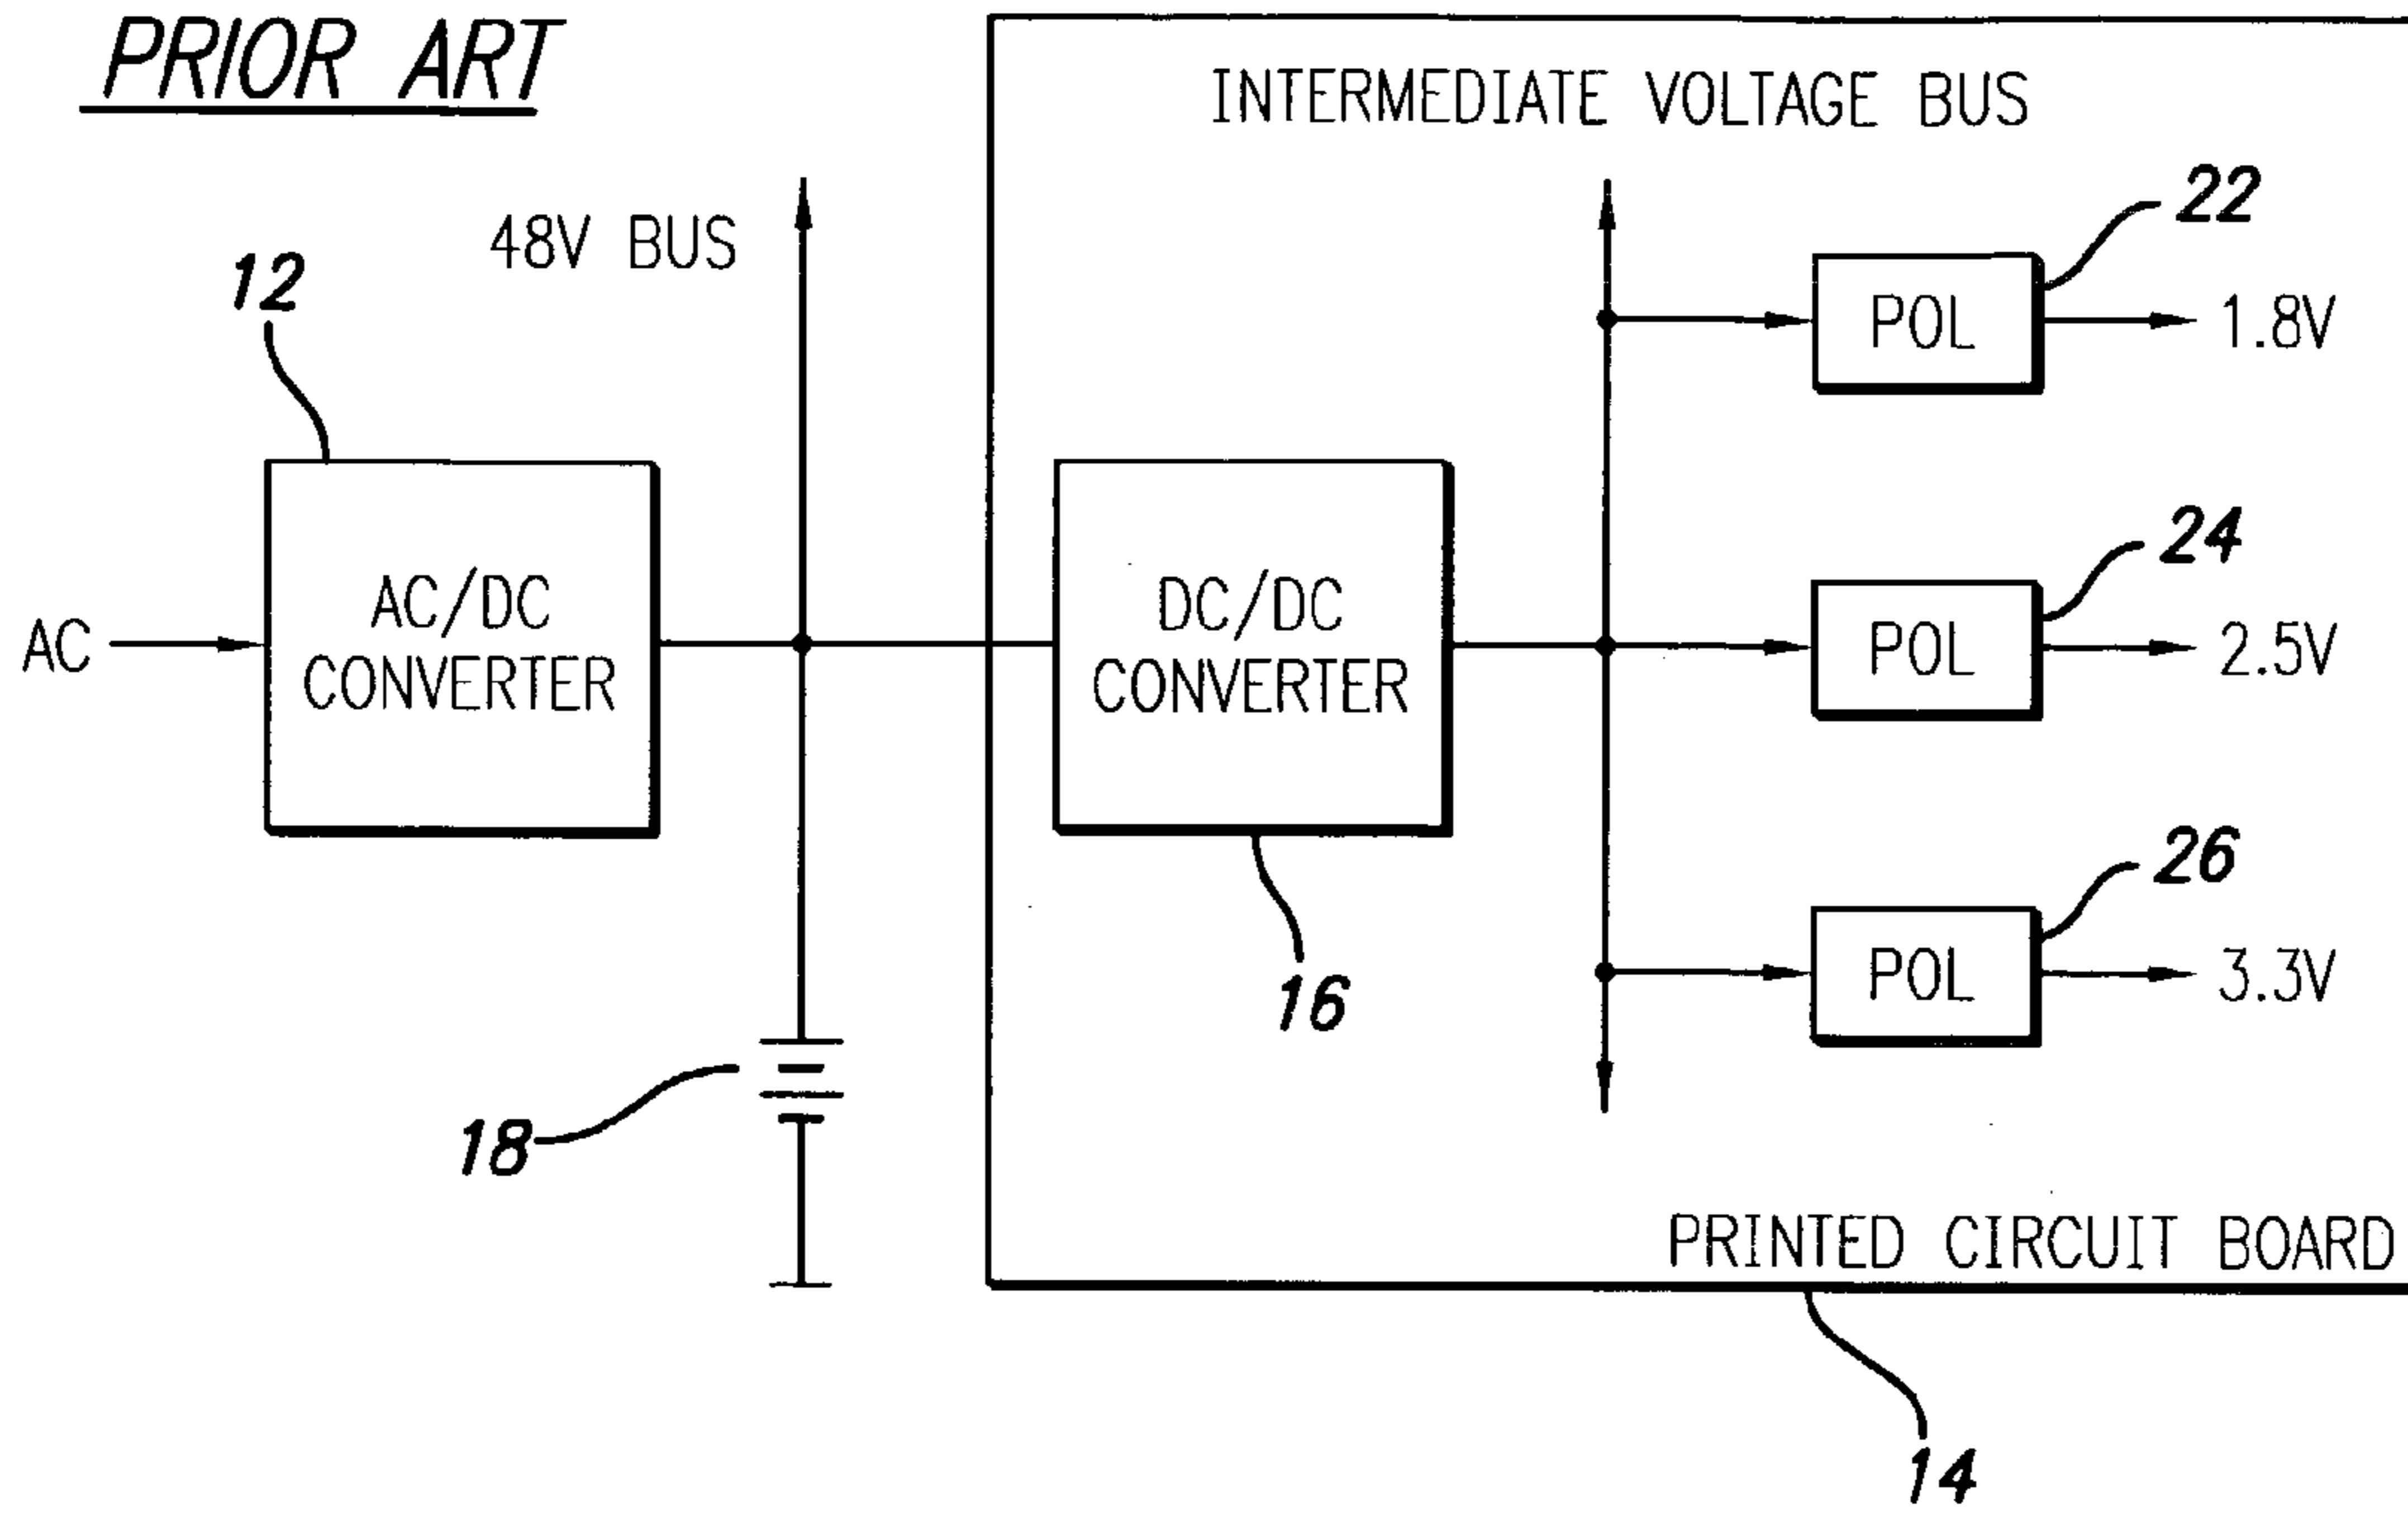 PRIOR ART
INTERMEDIATE VOLTAGE BUS
48V BUS
12
22
POL
1.8V
AC
AC/DC
CONVERTER
DC/DC
CONVERTER
24
POL
2.5V
16
26
POL
3.3V
18
PRINTED CIRCUIT BOARD
14